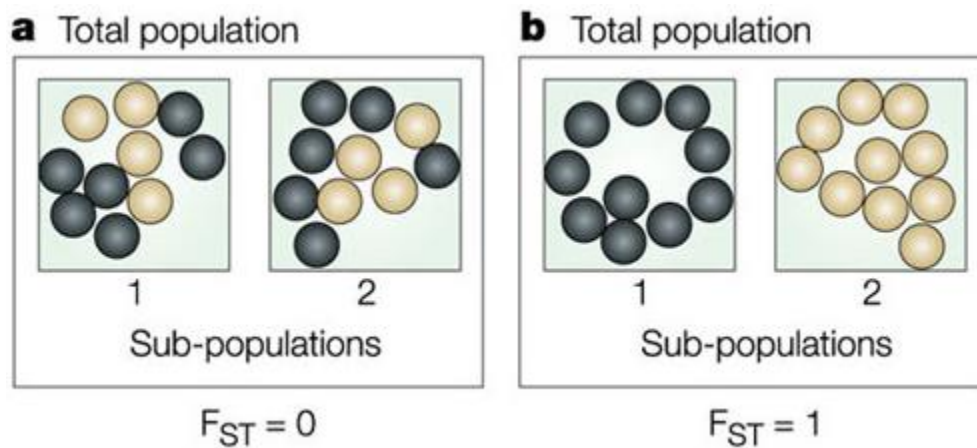 a Total population
1 2
Sub-populations
F_ST = 0
b Total population
1 2
Sub-populations
F_ST = 1